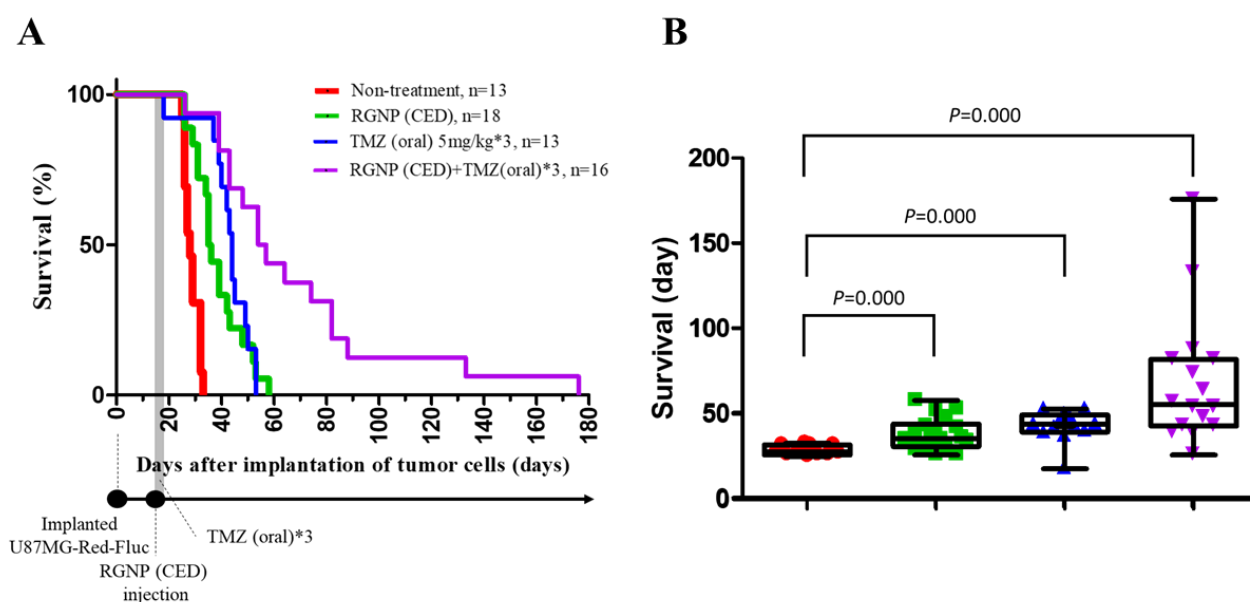 A
100
50
0
Survival (%)
Non-treatment, n=13
RGNP (CED), n=18
TMZ (oral) 5mg/kg*3, n=13
RGNP (CED)+TMZ(oral)*3, n=16
0 20 40 60 80 100 120 140 160 180
Days after implantation of tumor cells (days)
Implanted
U87MG-Red-Fluc
TMZ (oral)*3
RGNP (CED)
injection
B
P=0.000
P=0.000
P=0.000
200
150
100
50
0
Survival (day)